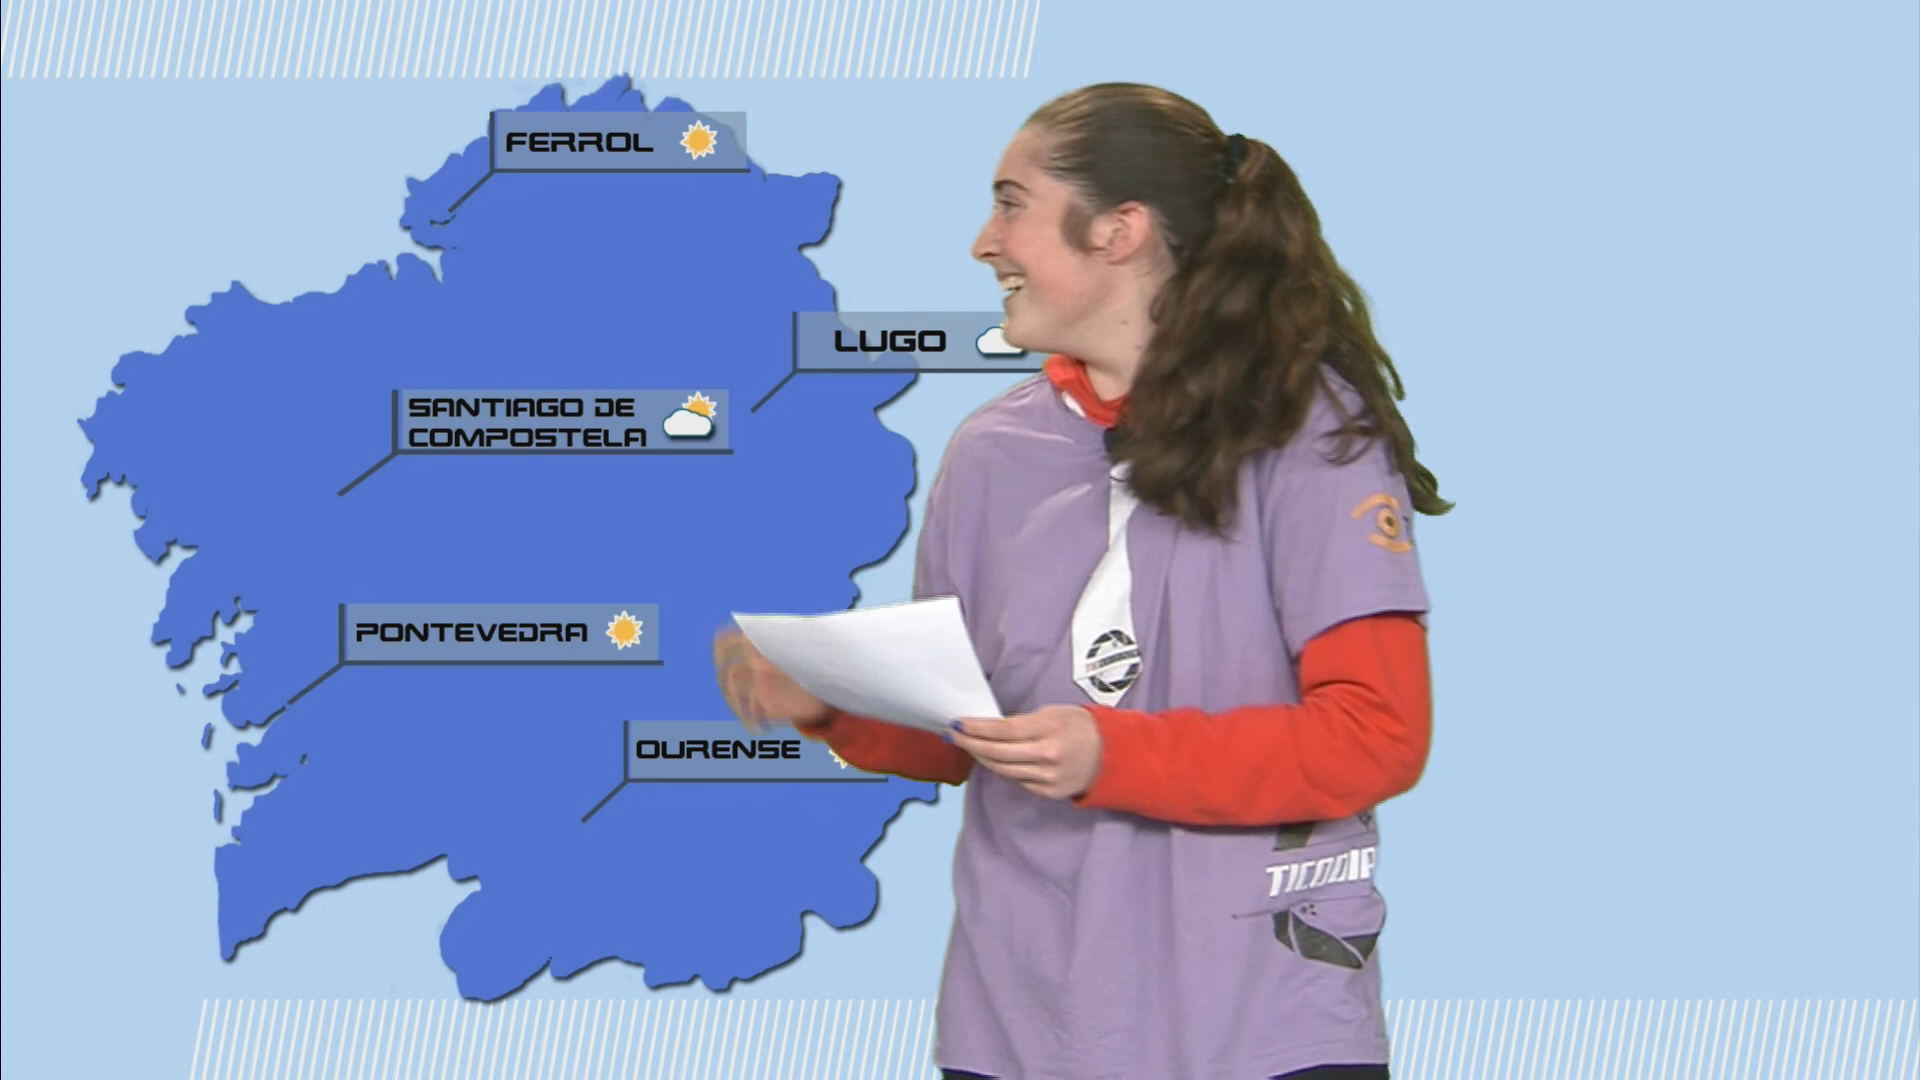 FERROL
LUGO
SANTIAGO DE
COMPOSTELA
PONTEVEDRA
OURENSE